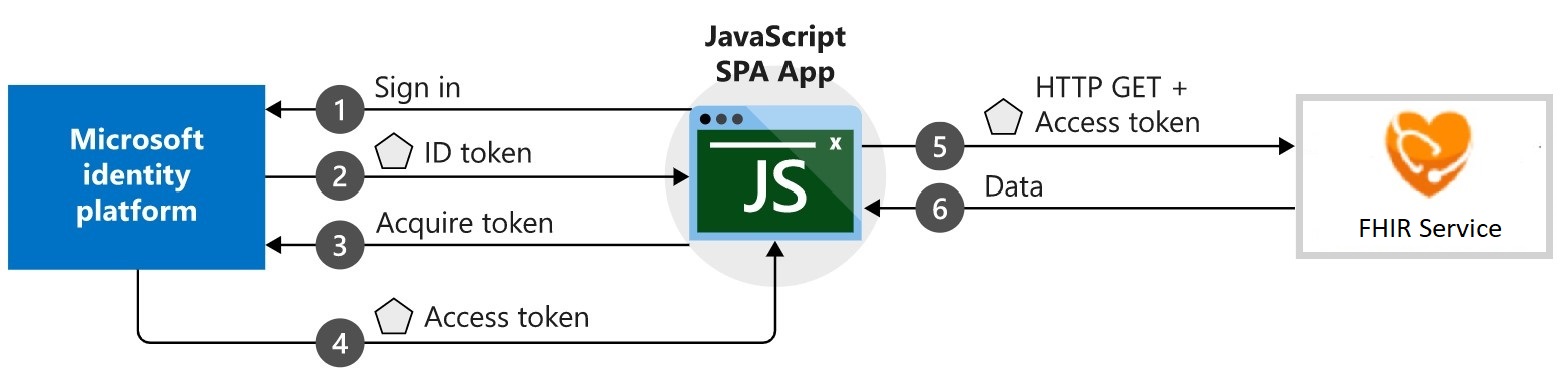 JavaScript
SPA App
Microsoft
identity
platform
1
Sign in
2
ID token
3
Acquire token
4
Access token
x
JS
5
HTTP GET +
Access token
6
Data
FHIR Service